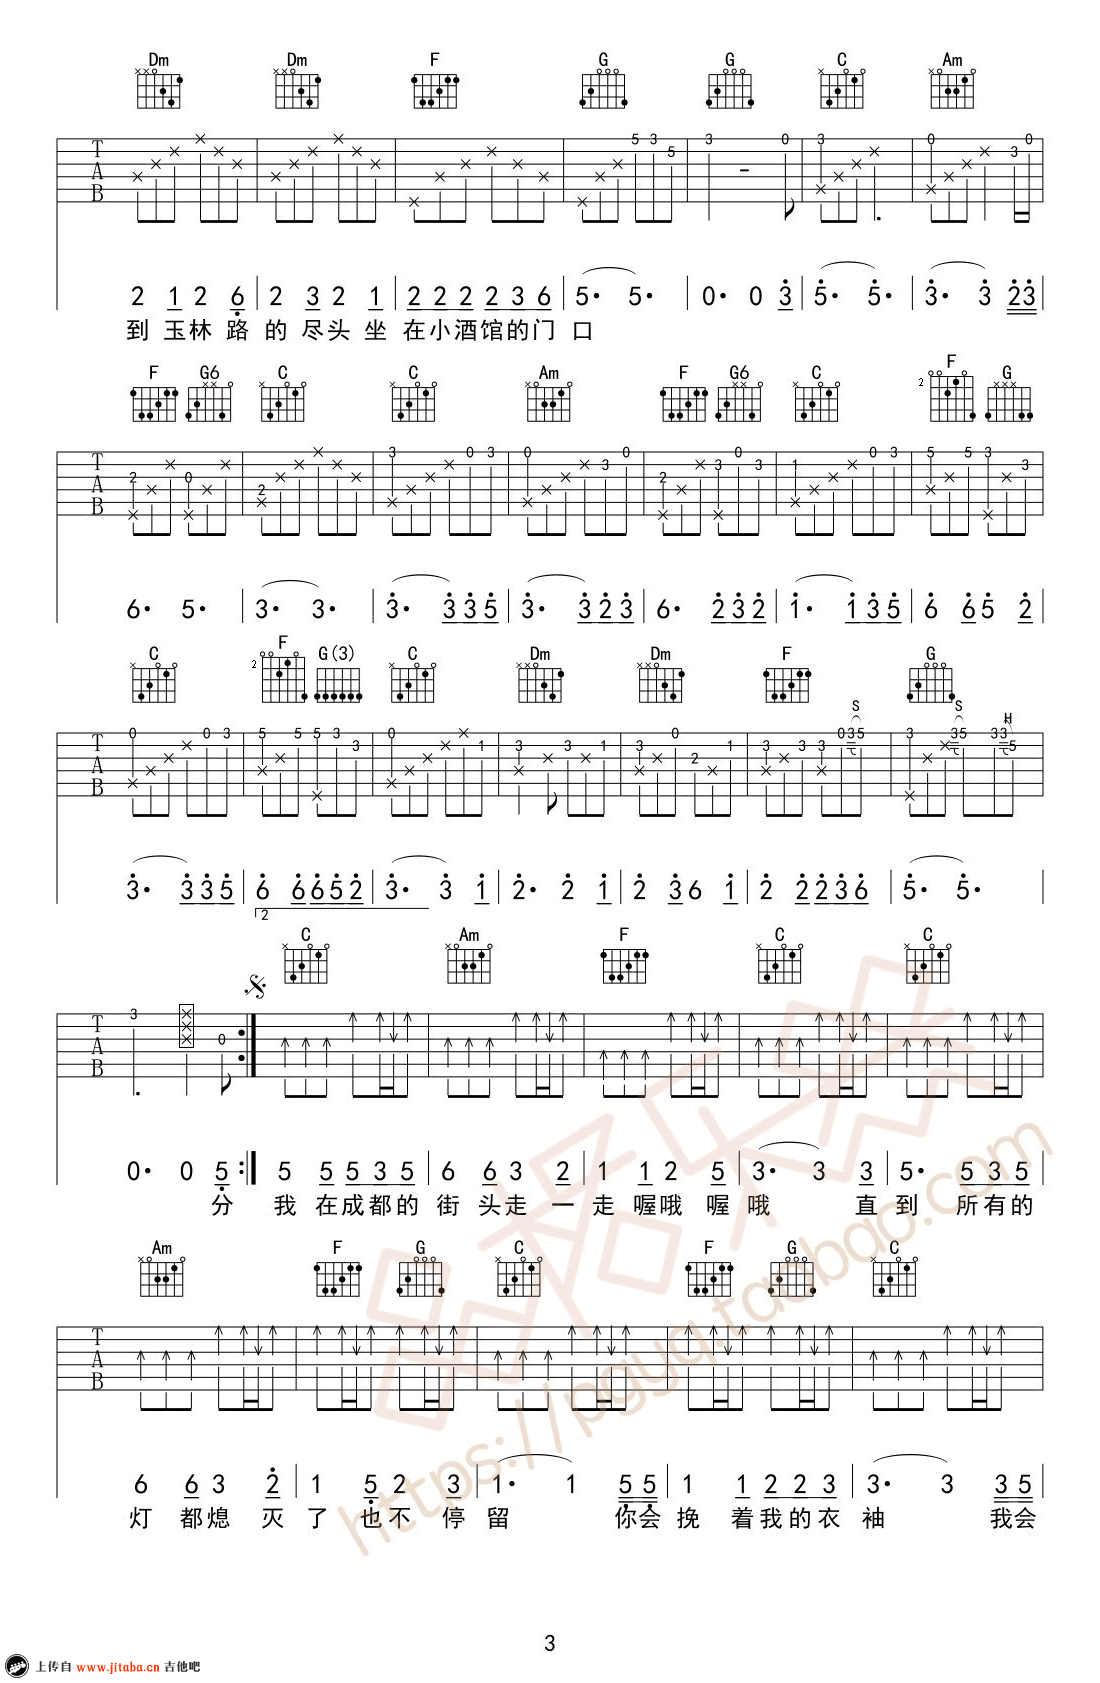 Dm Dm F G G C Am
T A B × × × × × × × × × × × × × × × × × × × × × 5 3 5 3 - 0 3 × × × × 0 × × × × 3 0
2 1 2 6 | 2 3 2 1 | 2 2 2 2 3 6 | 5· 5· | 0· 0 3 | 5· 5· | 3· 3 2 3
到 玉林 路 的 尽头 坐 在小酒馆的门 口
F G6 C C Am F G6 C F G
2
6· 5· | 3· 3· | 3· 3 3 5 | 3· 3 2 3 | 6· 2 3 2 | 1· 1 3 5 | 6 6 5 2
C F G(3) C Dm Dm F G
2
S S H
3· 3 3 5 | 6 6 6 5 2 | 3· 3 1 | 2· 2 1 | 2 3 6 1 | 2 2 2 3 6 | 5· 5·
2
C Am F C C
T A B 3 × × × 0
0· 0 5 : 5 5 5 3 5 | 6 6 3 2 | 1 1 2 5 | 3· 3 3 | 5· 5 3 5
分 我 在成都的 街 头走 一 走 喔哦 喔 哦 直 到 所有的
Am F G C F G C
T A B
6 6 3 2 | 1 5 2 3 | 1· 1 5 5 | 1 1 2 2 3 | 3· 3 3 5
灯 都熄 灭 了 也不 停 留 你会 挽 着我的衣 袖 我会
https://pgyq.taobao.com
3
上传自 www.jitaba.cn 吉他吧